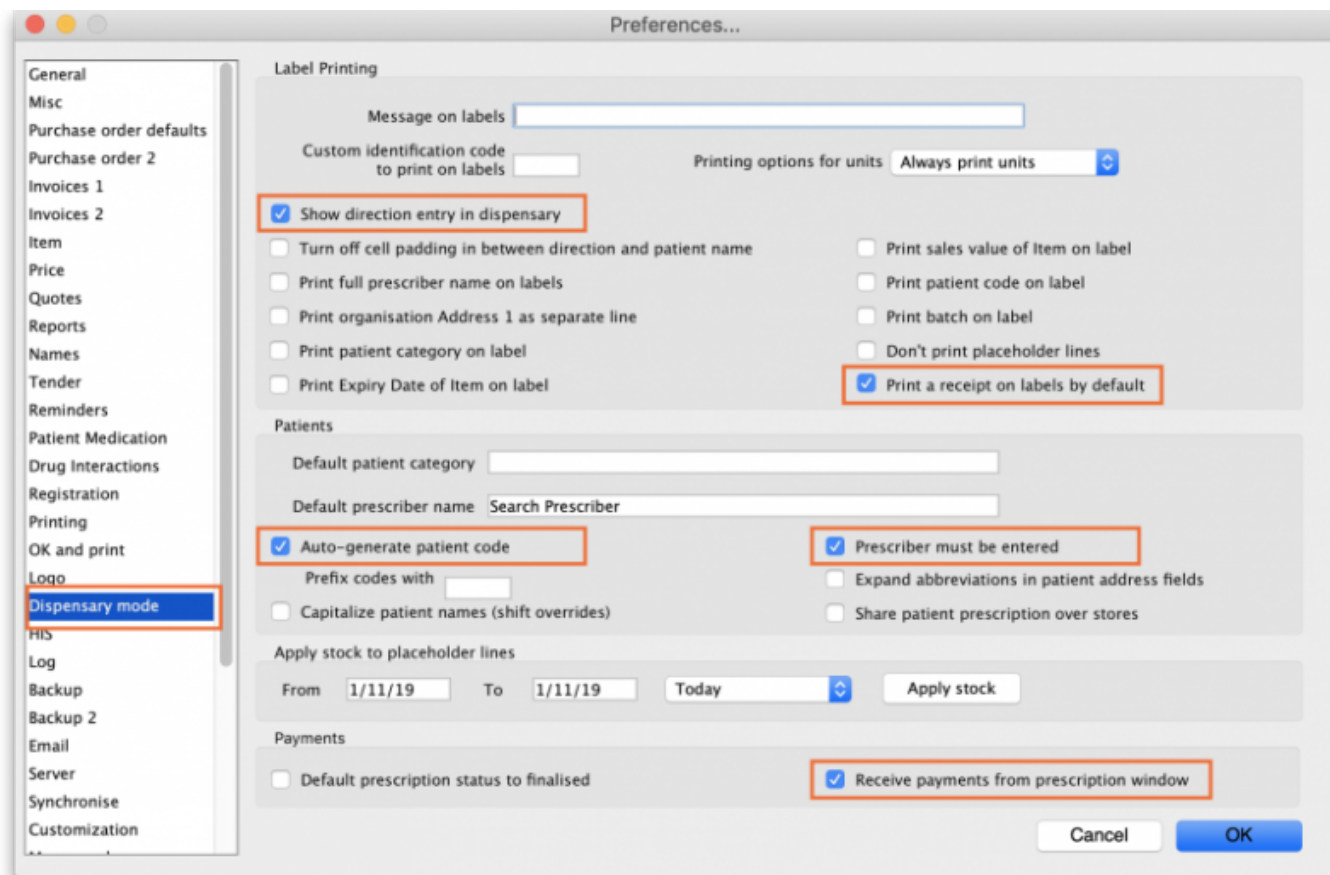 Preferences...
General
Misc
Purchase order defaults
Purchase order 2
Invoices 1
Invoices 2
Item
Price
Quotes
Reports
Names
Tender
Reminders
Patient Medication
Drug Interactions
Registration
Printing
OK and print
Logo
Dispensary mode
HIS
Log
Backup
Backup 2
Email
Server
Synchronise
Customization
Label Printing
Message on labels
Custom identification code
to print on labels
Printing options for units Always print units
Show direction entry in dispensary
Turn off cell padding in between direction and patient name
Print sales value of Item on label
Print full prescriber name on labels
Print patient code on label
Print organisation Address 1 as separate line
Print batch on label
Print patient category on label
Don't print placeholder lines
Print Expiry Date of Item on label
Print a receipt on labels by default
Patients
Default patient category
Default prescriber name Search Prescriber
Auto-generate patient code
Prescriber must be entered
Prefix codes with
Expand abbreviations in patient address fields
Capitalize patient names (shift overrides)
Share patient prescription over stores
Apply stock to placeholder lines
From 1/11/19 To 1/11/19 Today Apply stock
Payments
Default prescription status to finalised
Receive payments from prescription window
Cancel OK